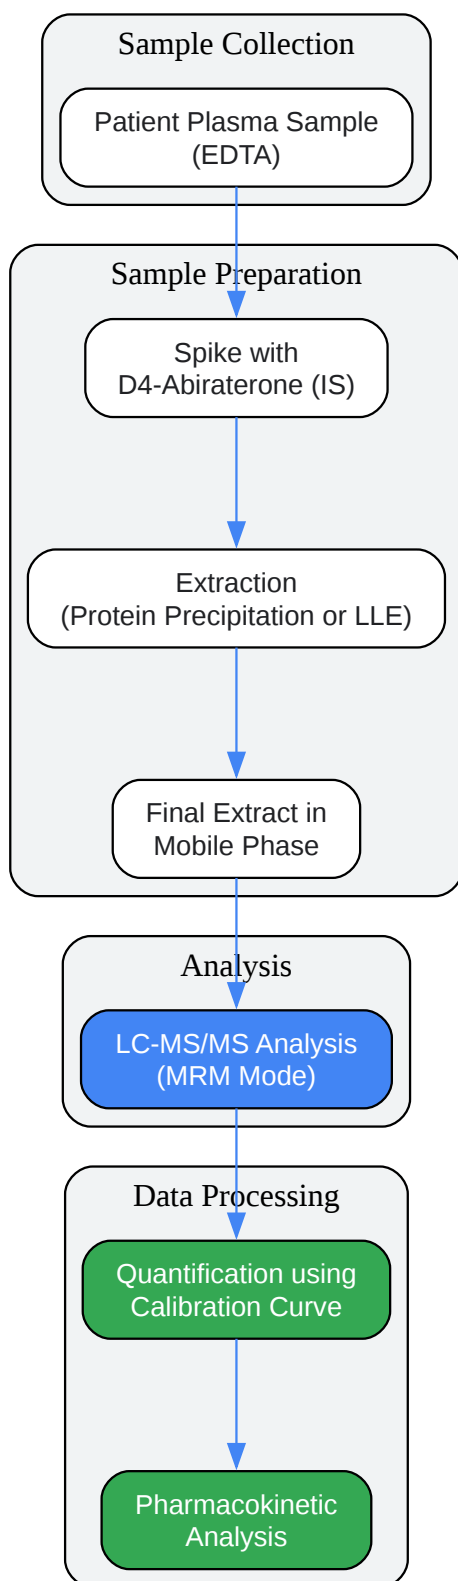 Sample Collection
Patient Plasma Sample
(EDTA)
Sample Preparation
Spike with
D4-Abiraterone (IS)
Extraction
(Protein Precipitation or LLE)
Final Extract in
Mobile Phase
Analysis
LC-MS/MS Analysis
(MRM Mode)
Data Processing
Quantification using
Calibration Curve
Pharmacokinetic
Analysis